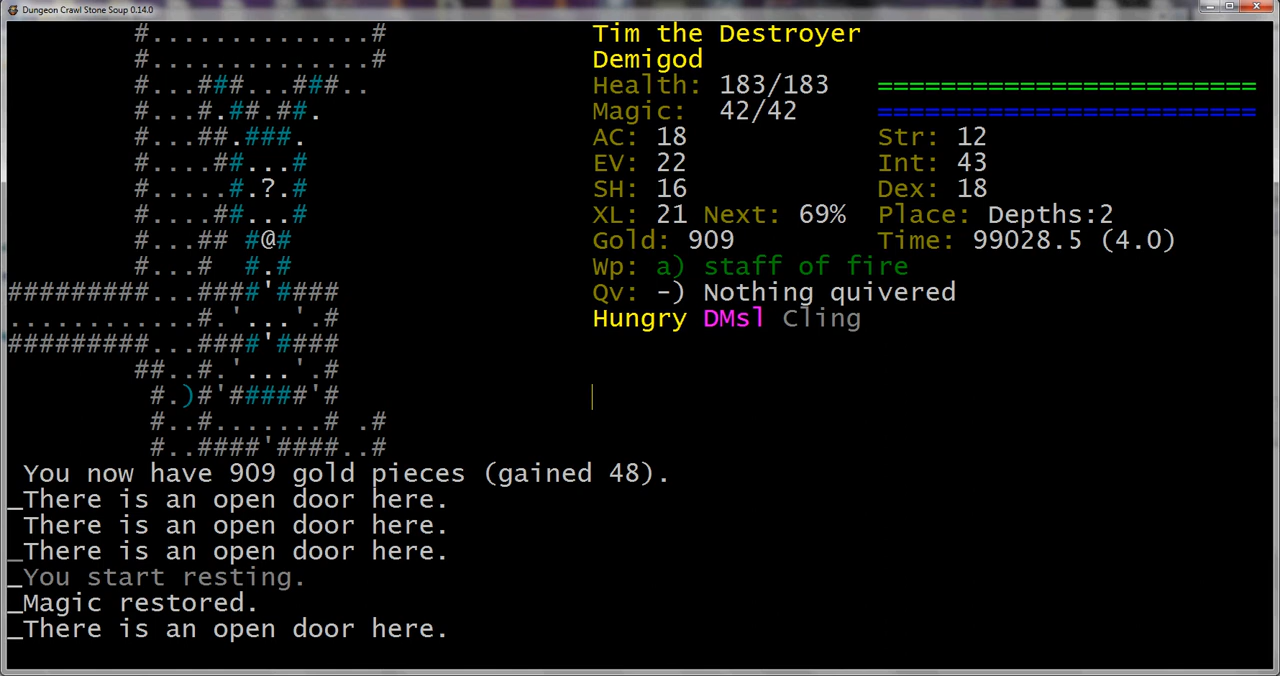 Dungeon Crawl Stone Soup 0.14.0
#..............#
#..............#
#...###...###..
#...#.##.##.
#...##.###.
#....##...#
#.....#.?.#
#....##...#
#...## #@#
#...#  #.#
#########...####'####
............#.'...'.#
#########...####'####
##..#.'...'.#
#.)#'#####'#
#..#.......# .#
#..####'####..#
Tim the Destroyer
Demigod
Health: 183/183 ========================
Magic: 42/42 ========================
AC: 18 Str: 12
EV: 22 Int: 43
SH: 16 Dex: 18
XL: 21 Next: 69% Place: Depths:2
Gold: 909 Time: 99028.5 (4.0)
Wp: a) staff of fire
Qv: -) Nothing quivered
Hungry DMsl Cling
You now have 909 gold pieces (gained 48).
_There is an open door here.
There is an open door here.
_There is an open door here.
_You start resting.
_Magic restored.
_There is an open door here.